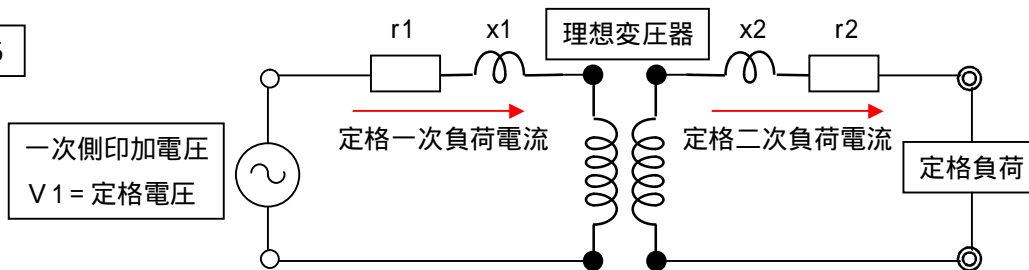 r1
x1
理想変圧器
x2
r2
定格一次負荷電流
定格二次負荷電流
一次側印加電圧
V1=定格電圧
定格負荷